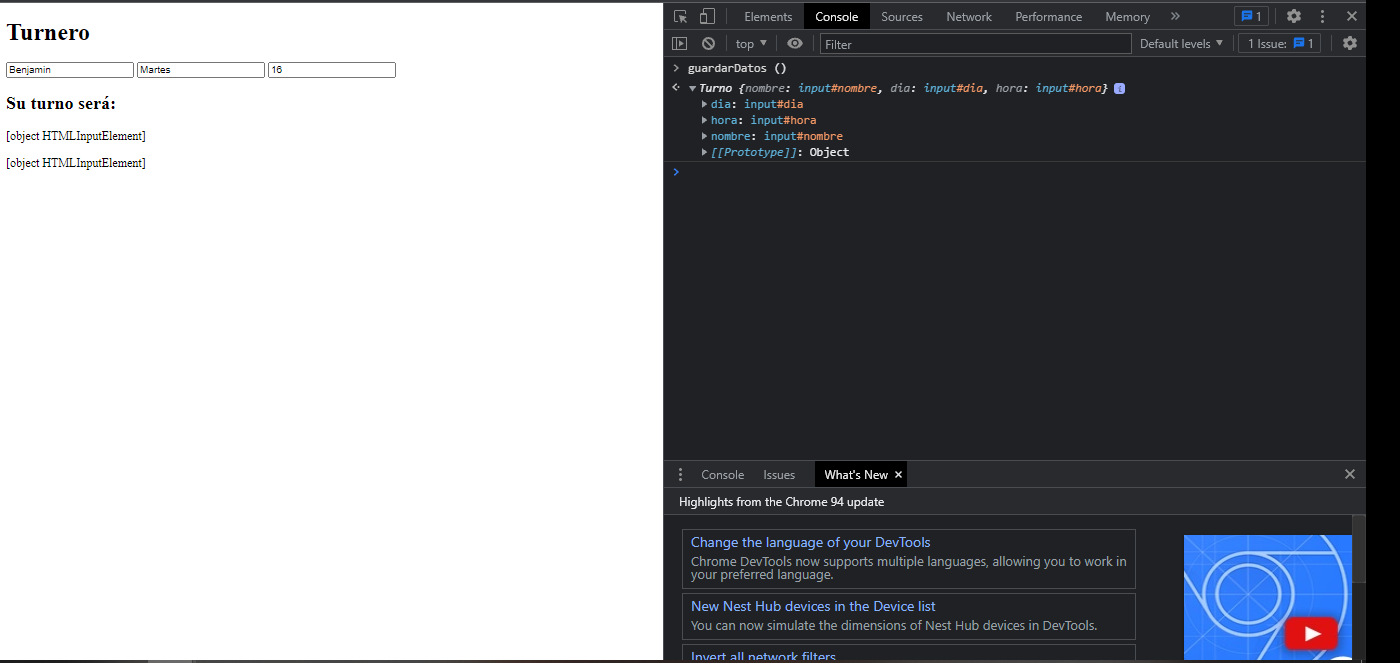 Turnero
Benjamin Martes 16
Su turno será:
[object HTMLInputElement]
[object HTMLInputElement]
Elements Console Sources Network Performance Memory » 1
top Filter Default levels 1 Issue: 1
guardarDatos ()
Turno {nombre: input#nombre, dia: input#dia, hora: input#hora} i
dia: input#dia
hora: input#hora
nombre: input#nombre
[[Prototype]]: Object
Console Issues What's New
Highlights from the Chrome 94 update
Change the language of your DevTools
Chrome DevTools now supports multiple languages, allowing you to work in
your preferred language.
New Nest Hub devices in the Device list
You can now simulate the dimensions of Nest Hub devices in DevTools.
Invert all network filters